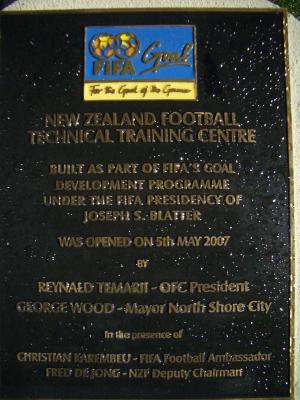 FIFA Goal
For the Good of the Game
NEW ZEALAND FOOTBALL
TECHNICAL TRAINING CENTRE
BUILT AS PART OF FIFA'S GOAL
DEVELOPMENT PROGRAMME
UNDER THE FIFA PRESIDENCY OF
JOSEPH S. BLATTER
WAS OPENED ON 5th MAY 2007
BY
REYNALD TEMARII - OFC President
GEORGE WOOD - Mayor North Shore City
In the presence of
CHRISTIAN KAREMBEU - FIFA Football Ambassador
FRED DE JONG - NZF Deputy Chairman